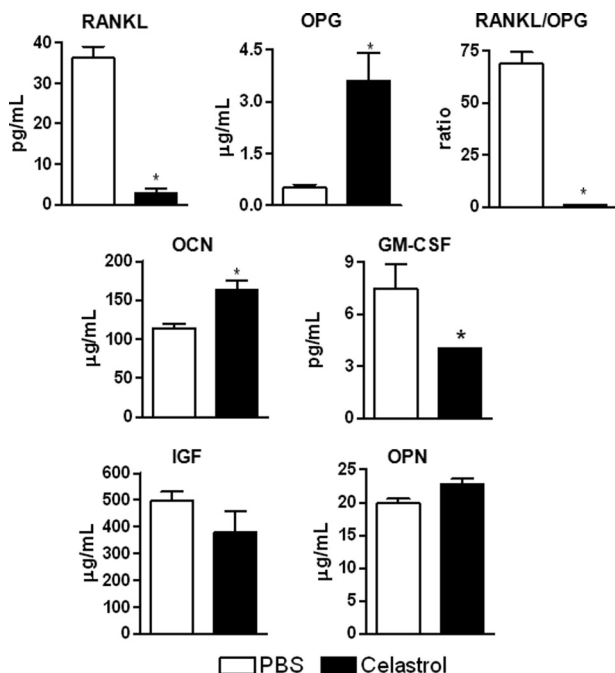 RANKL
OPG
RANKL/OPG
pg/mL
40
30
20
10
0
*
µg/mL
4.5
3.0
1.5
0.0
*
ratio
75
50
25
0
*
OCN
GM-CSF
µg/mL
200
150
100
50
0
*
pg/mL
9
6
3
0
*
IGF
OPN
µg/mL
600
500
400
300
200
100
0
µg/mL
25
20
15
10
5
0
PBS Celastrol